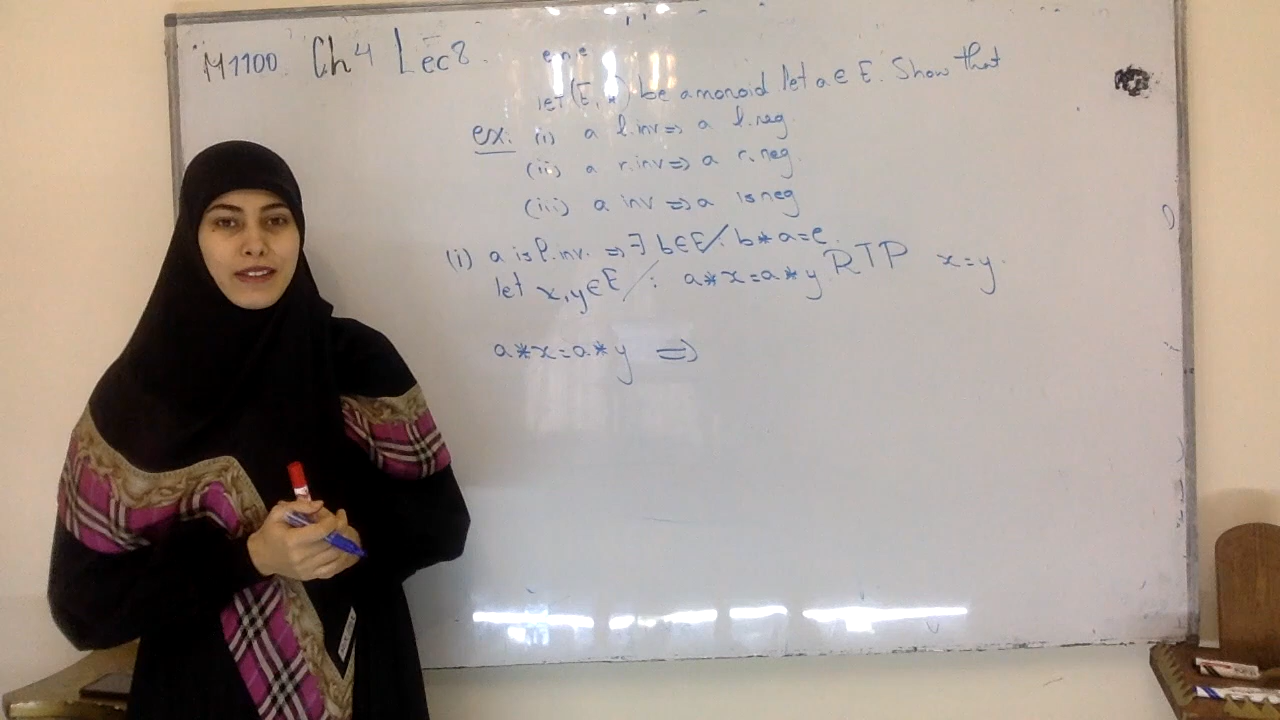 M1100 Ch4 Lec8.
let (E, *) be a monoid let a ∈ E. Show that
ex: (i) a l.inv ⇒ a l.reg
(ii) a r.inv ⇒ a r.reg
(iii) a inv ⇒ a is reg
(i) a is l.inv. ⇒ ∃ b∈E/: b*a=e.
let x,y∈E/: a*x=a*y RTP x=y.
a*x=a*y ⇒